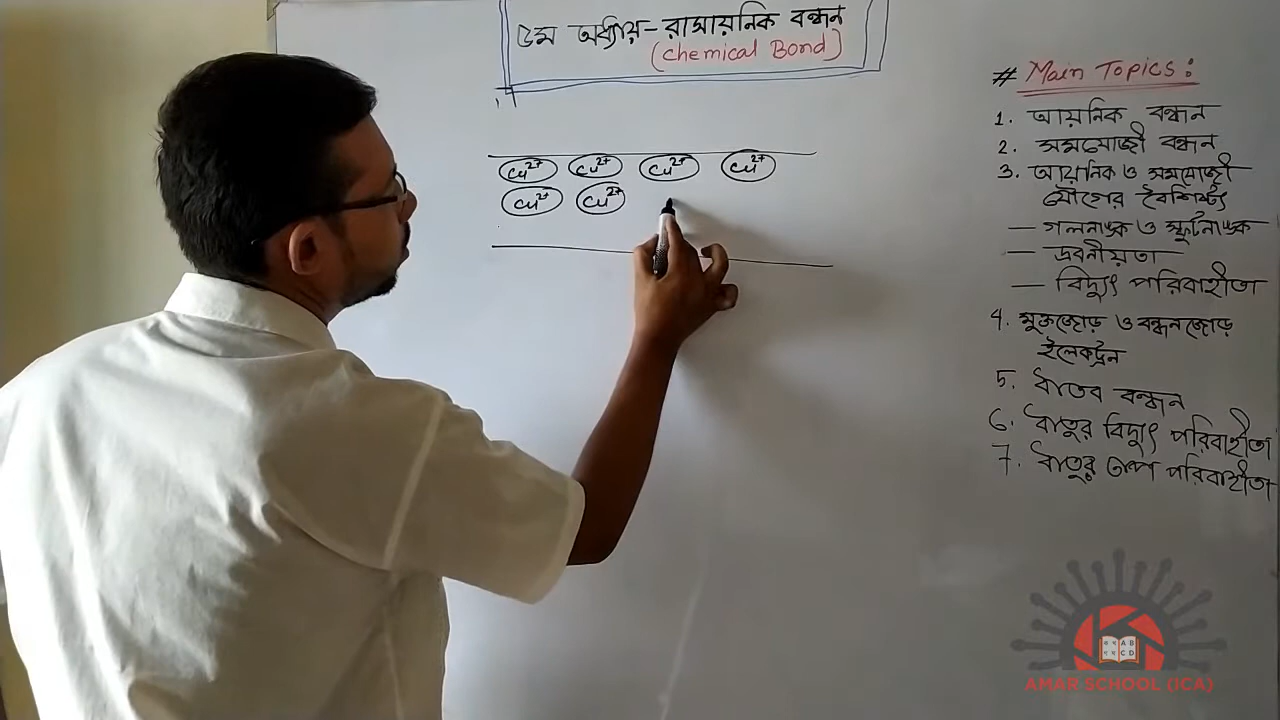 ৫ম অধ্যায় - রাসায়নিক বন্ধন
(Chemical Bond)
# Main Topics:
1. আয়নিক বন্ধন
2. সমযোজী বন্ধন
3. আয়নিক ও সমযোজী
যৌগের বৈশিষ্ট্য
— গলনাঙ্ক ও স্ফুটনাঙ্ক
— দ্রবনীয়তা
— বিদ্যুৎ পরিবাহীতা
4. মুক্তজোড় ও বন্ধনজোড়
ইলেকট্রন
5. ধাতব বন্ধন
6. ধাতুর বিদ্যুৎ পরিবাহীতা
7. ধাতুর তাপ পরিবাহীতা
Cu²⁺ Cu²⁺ Cu²⁺ Cu²⁺
Cu²⁺ Cu²⁺
AB
CD
AMAR SCHOOL (ICA)